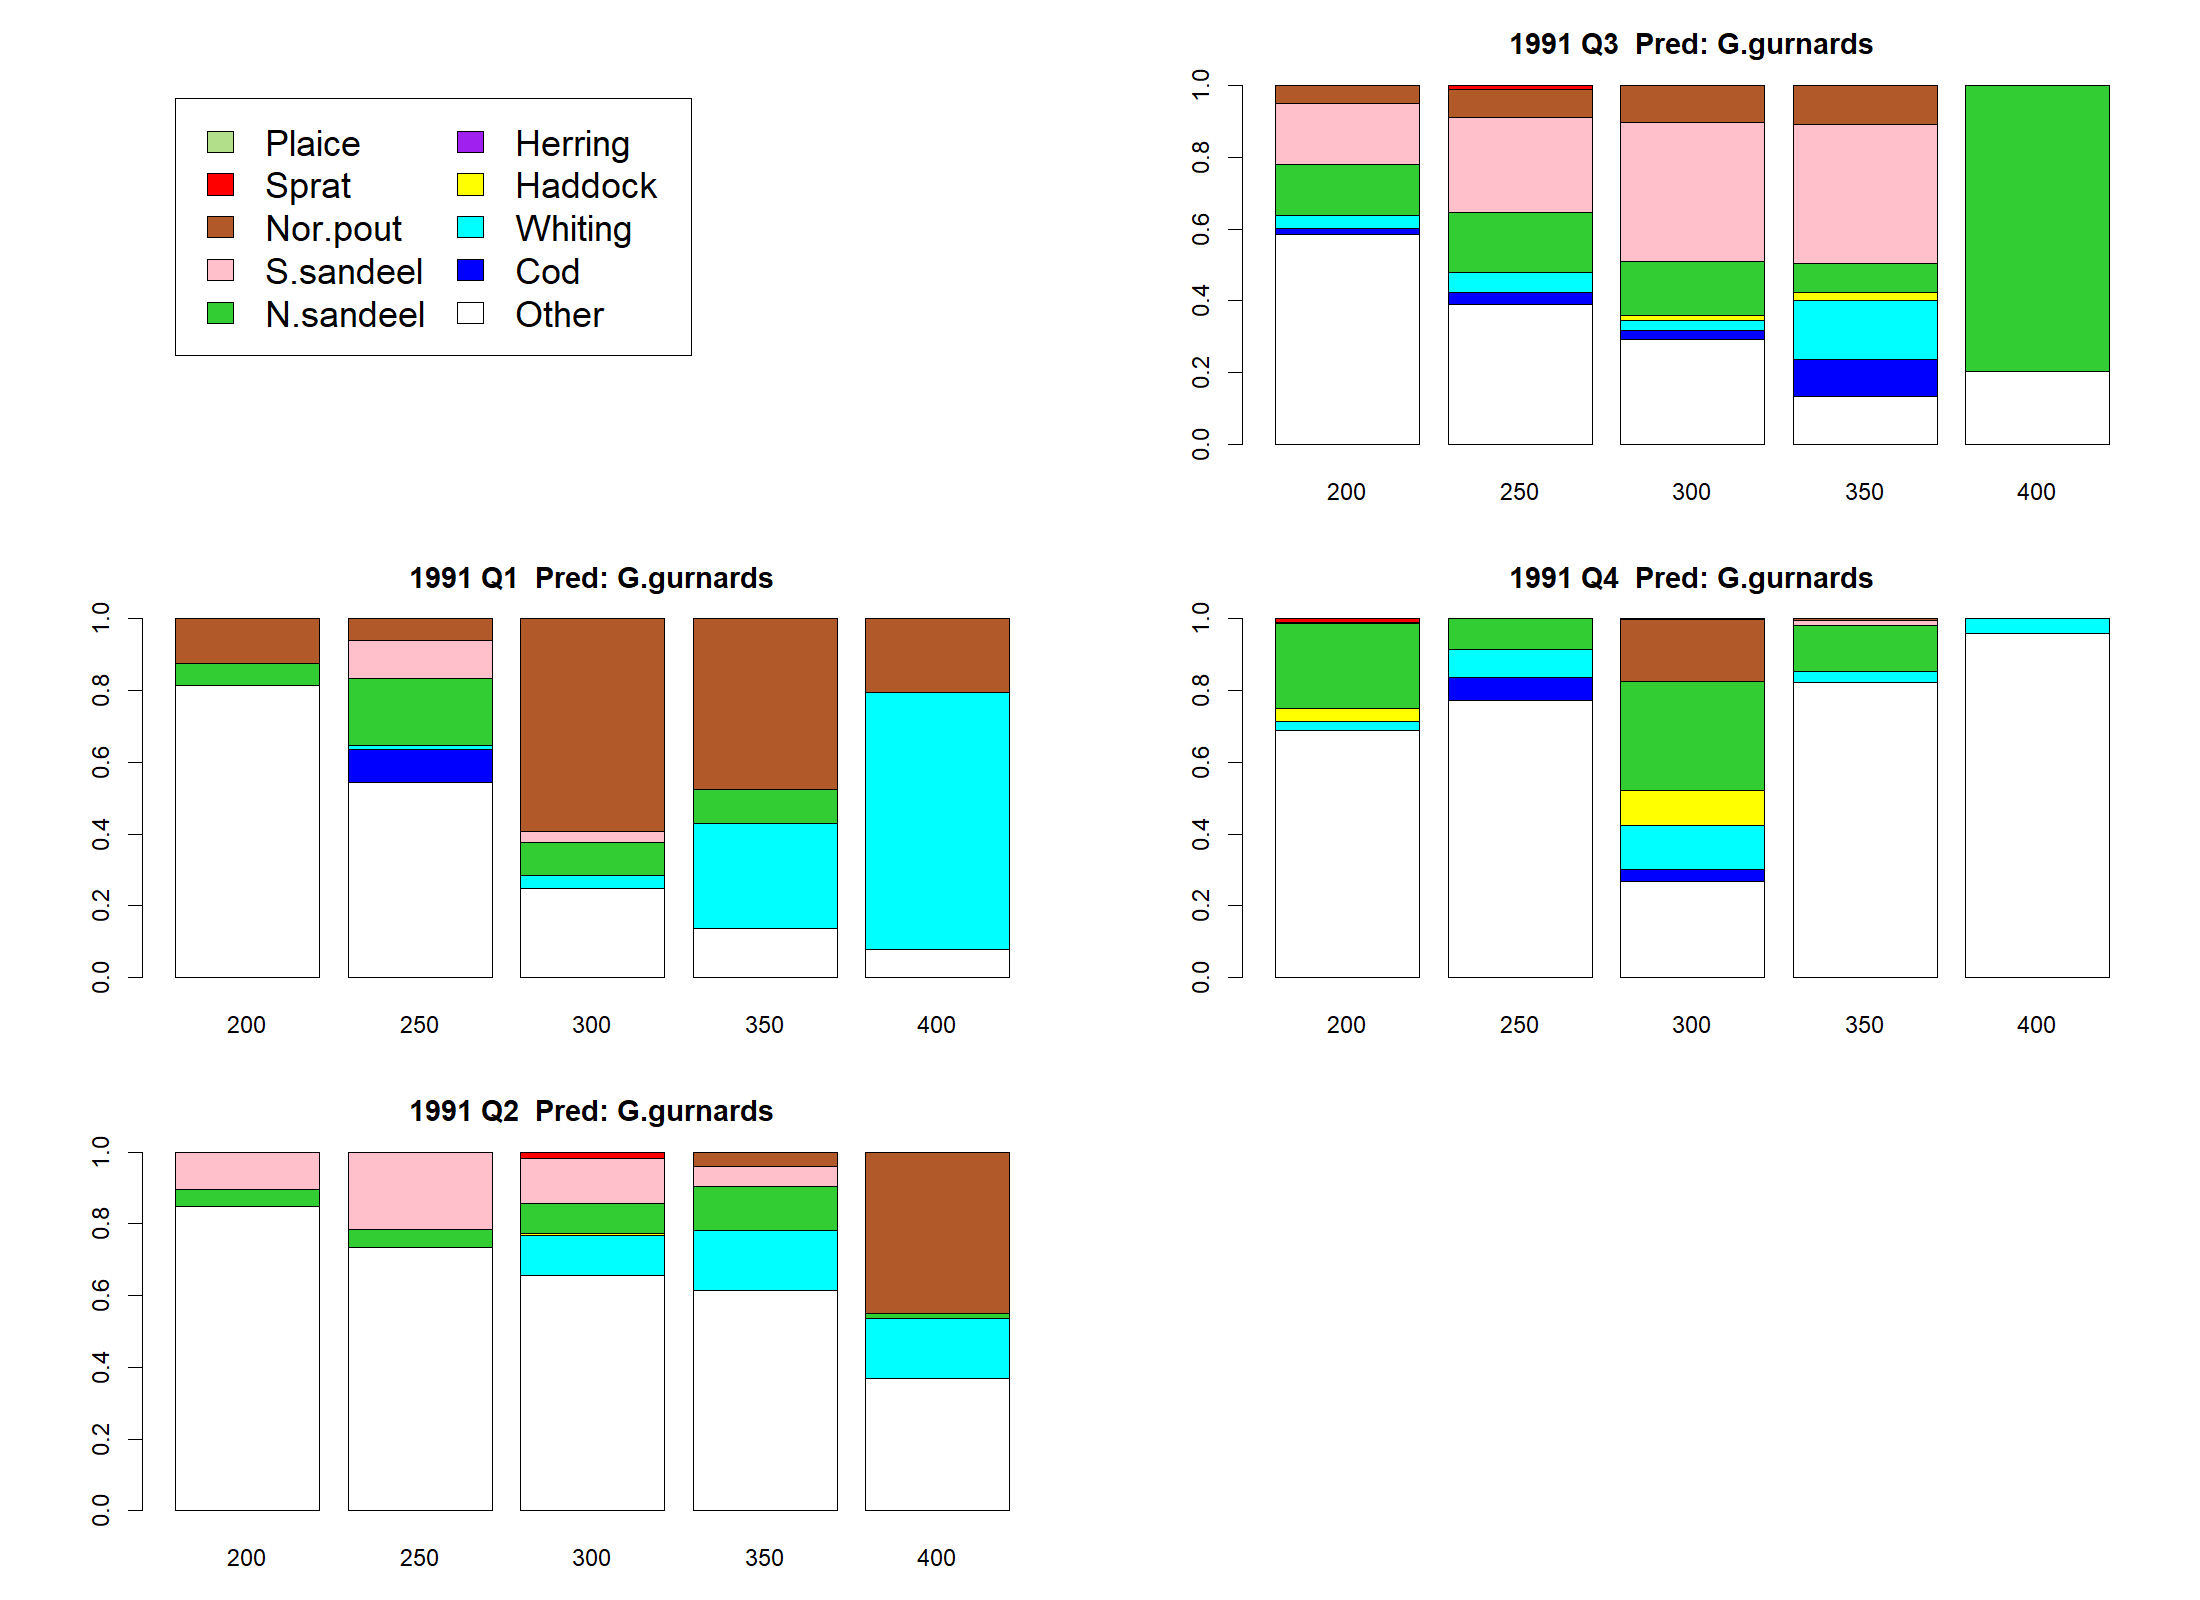 Plaice Herring
Sprat Haddock
Nor.pout Whiting
S.sandeel Cod
N.sandeel Other
1991 Q3  Pred: G.gurnards
1.0
0.8
0.6
0.4
0.2
0.0
200 250 300 350 400
1991 Q1  Pred: G.gurnards
1.0
0.8
0.6
0.4
0.2
0.0
200 250 300 350 400
1991 Q4  Pred: G.gurnards
1.0
0.8
0.6
0.4
0.2
0.0
200 250 300 350 400
1991 Q2  Pred: G.gurnards
1.0
0.8
0.6
0.4
0.2
0.0
200 250 300 350 400